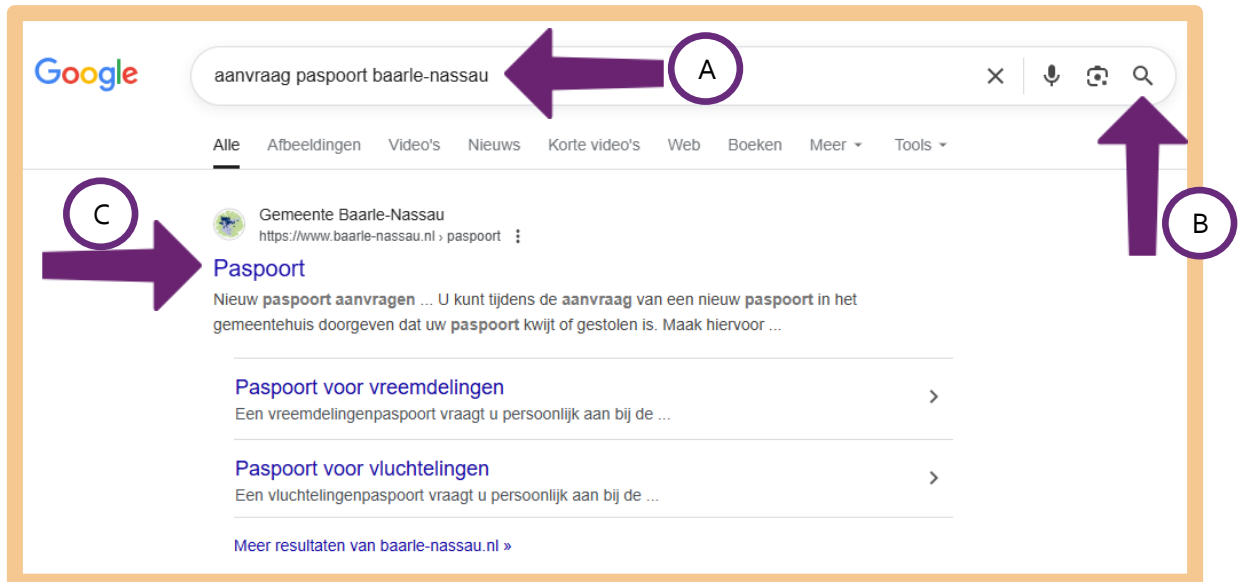 Google
aanvraag paspoort baarle-nassau
A
Alle Afbeeldingen Video's Nieuws Korte video's Web Boeken Meer Tools
B
C
Gemeente Baarle-Nassau
https://www.baarle-nassau.nl › paspoort
Paspoort
Nieuw paspoort aanvragen ... U kunt tijdens de aanvraag van een nieuw paspoort in het
gemeentehuis doorgeven dat uw paspoort kwijt of gestolen is. Maak hiervoor ...
Paspoort voor vreemdelingen
Een vreemdelingenpaspoort vraagt u persoonlijk aan bij de ...
Paspoort voor vluchtelingen
Een vluchtelingenpaspoort vraagt u persoonlijk aan bij de ...
Meer resultaten van baarle-nassau.nl »